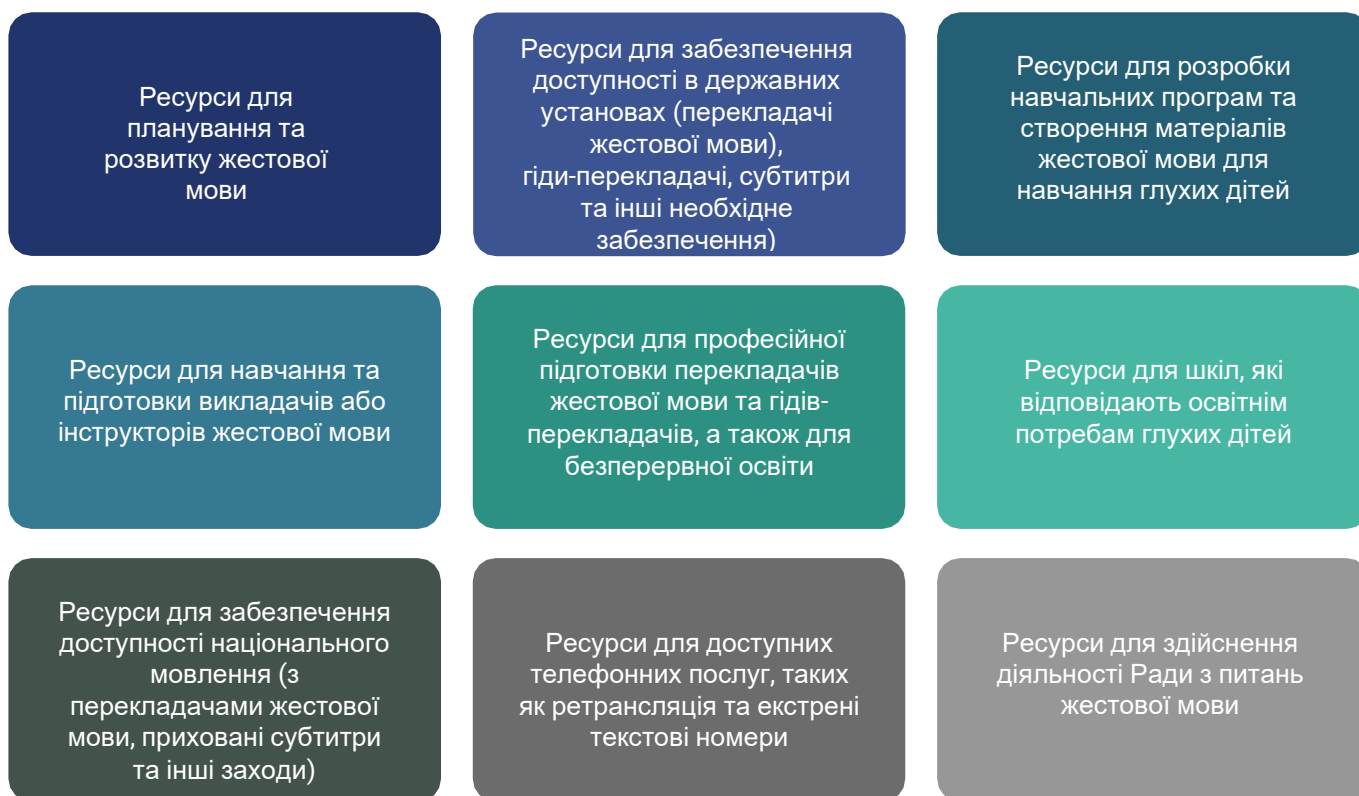 Ресурси для
планування та
розвитку жестової
мови
Ресурси для забезпечення
доступності в державних
установах (перекладачі
жестової мови),
гіди-перекладачі, субтитри
та інші необхідне
забезпечення)
Ресурси для розробки
навчальних програм та
створення матеріалів
жестової мови для
навчання глухих дітей
Ресурси для навчання та
підготовки викладачів або
інструкторів жестової мови
Ресурси для професійної
підготовки перекладачів
жестової мови та гідів-
перекладачів, а також для
безперервної освіти
Ресурси для шкіл, які
відповідають освітнім
потребам глухих дітей
Ресурси для забезпечення
доступності національного
мовлення (з
перекладачами жестової
мови, приховані субтитри
та інші заходи)
Ресурси для доступних
телефонних послуг, таких
як ретрансляція та екстрені
текстові номери
Ресурси для здійснення
діяльності Ради з питань
жестової мови